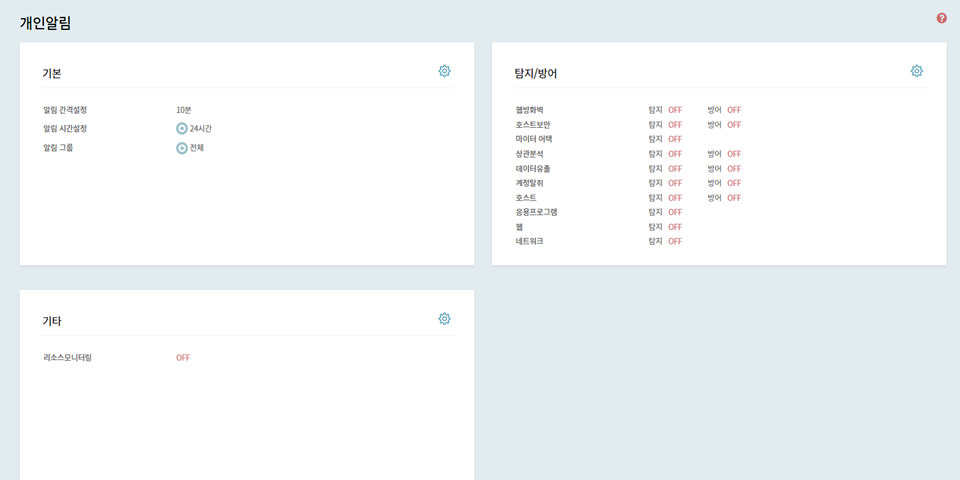 개인알림
?
기본
알림 간격설정 10분
알림 시간설정 24시간
알림 그룹 전체
탐지/방어
웹방화벽 탐지 OFF 방어 OFF
호스트보안 탐지 OFF 방어 OFF
마이터 어택 탐지 OFF
상관분석 탐지 OFF 방어 OFF
데이터유출 탐지 OFF 방어 OFF
계정탈취 탐지 OFF 방어 OFF
호스트 탐지 OFF 방어 OFF
응용프로그램 탐지 OFF
웹 탐지 OFF
네트워크 탐지 OFF
기타
리소스모니터링 OFF